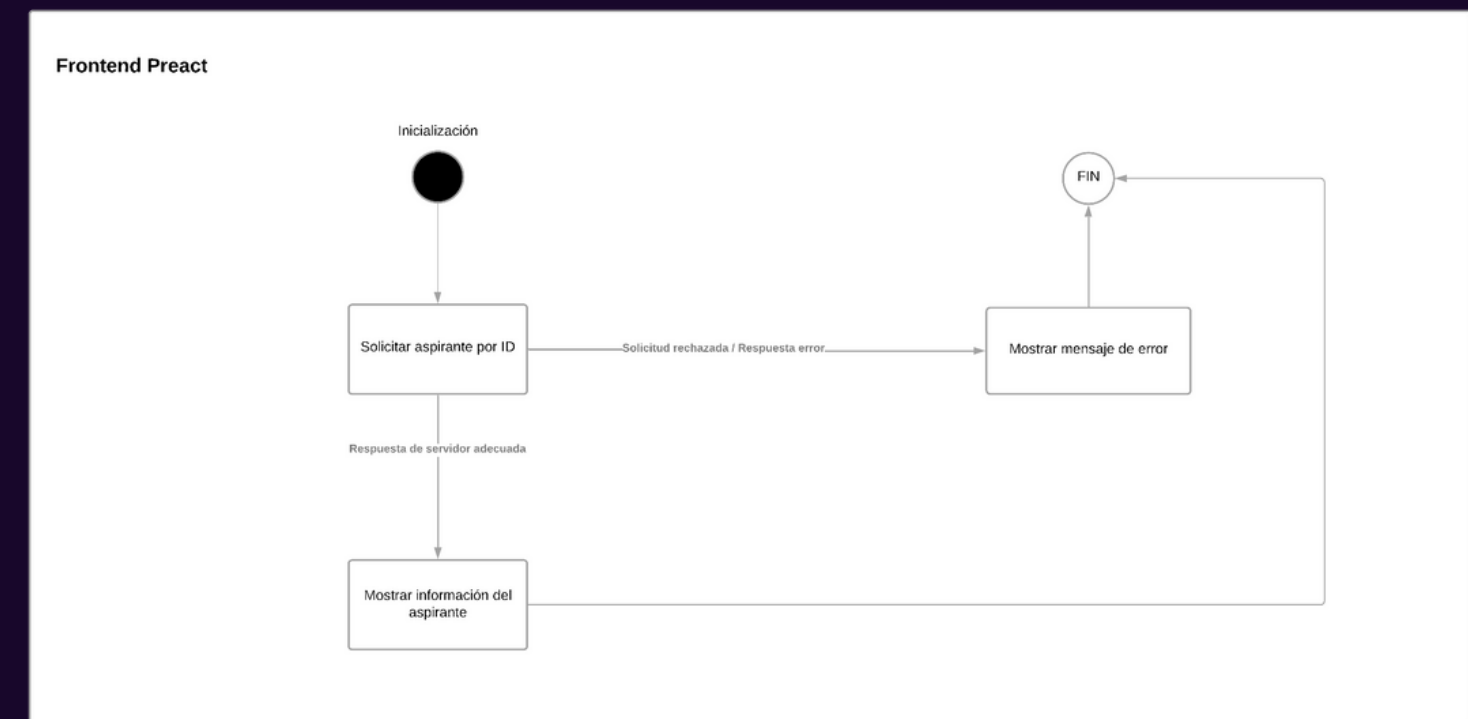 Frontend Preact
Inicialización
FIN
Solicitar aspirante por ID
Solicitud rechazada / Respuesta error
Mostrar mensaje de error
Respuesta de servidor adecuada
Mostrar información del
aspirante